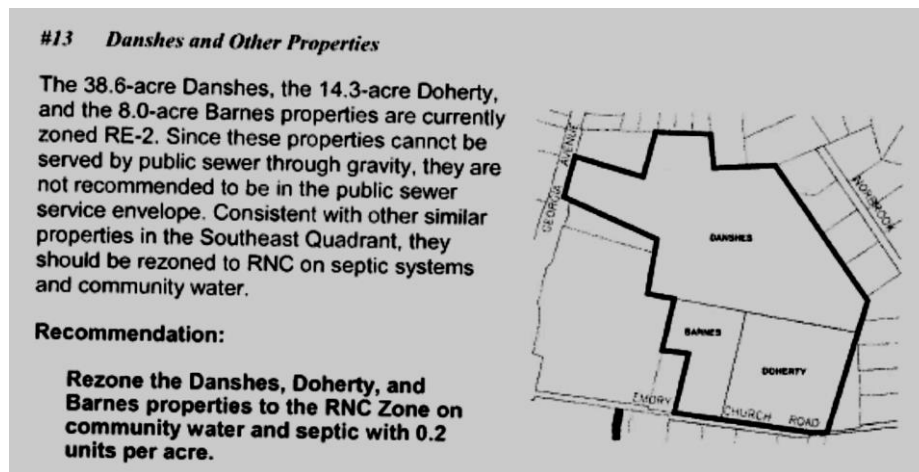 #13 Danshes and Other Properties
The 38.6-acre Danshes, the 14.3-acre Doherty,
and the 8.0-acre Barnes properties are currently
zoned RE-2. Since these properties cannot be
served by public sewer through gravity, they are
not recommended to be in the public sewer
service envelope. Consistent with other similar
properties in the Southeast Quadrant, they
should be rezoned to RNC on septic systems
and community water.
Recommendation:
Rezone the Danshes, Doherty, and
Barnes properties to the RNC Zone on
community water and septic with 0.2
units per acre.
GEORGIA AVENUE
NORBROOK
DANSHES
BARNES
DOHERTY
EMORY CHURCH ROAD